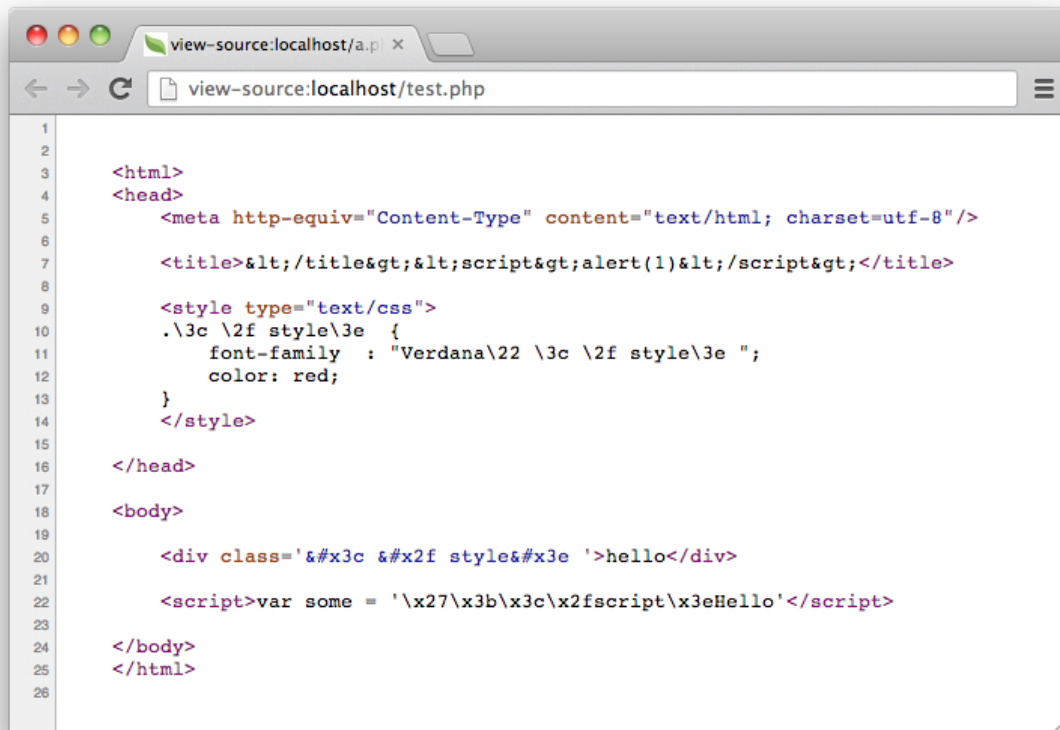 view-source:localhost/a.p
view-source:localhost/test.php
1
2
3 <html>
4 <head>
5 <meta http-equiv="Content-Type" content="text/html; charset=utf-8"/>
6
7 <title>&lt;/title&gt;&lt;script&gt;alert(1)&lt;/script&gt;</title>
8
9 <style type="text/css">
10 .\3c \2f style\3e  {
11 font-family  : "Verdana\22 \3c \2f style\3e ";
12 color: red;
13 }
14 </style>
15
16 </head>
17
18 <body>
19
20 <div class='&#x3c &#x2f style&#x3e '>hello</div>
21
22 <script>var some = '\x27\x3b\x3c\x2fscript\x3eHello'</script>
23
24 </body>
25 </html>
26